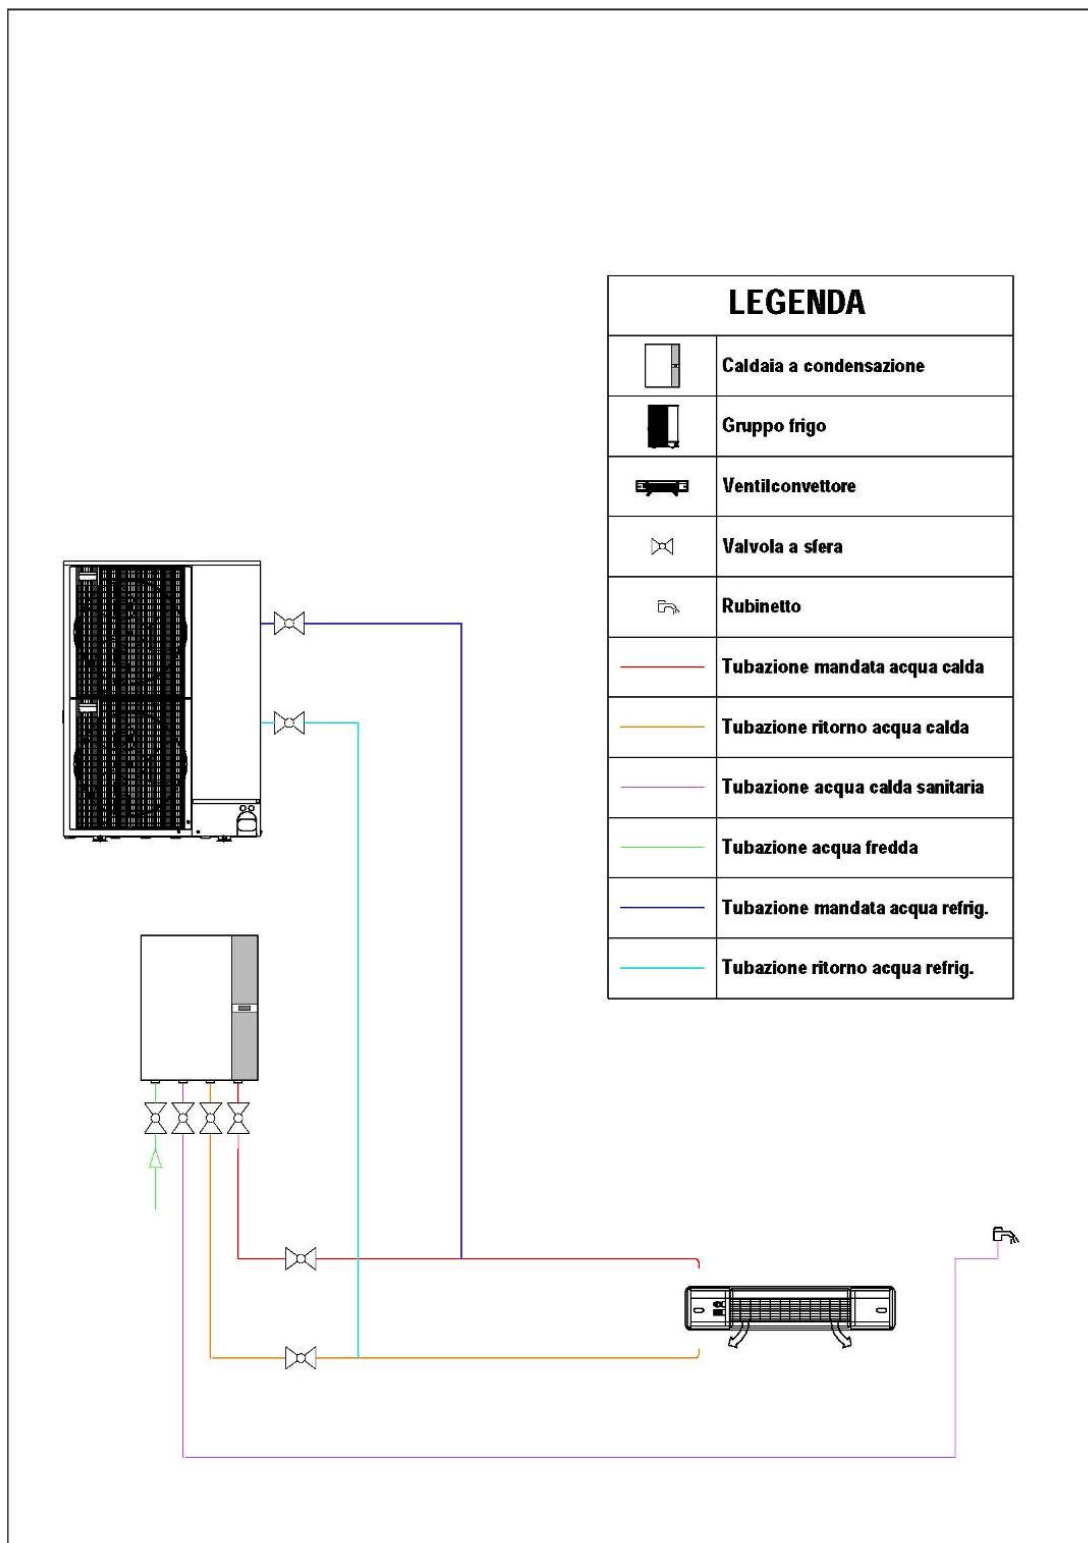 LEGENDA
Caldaia a condensazione
Gruppo frigo
Ventilconvettore
Valvola a sfera
Rubinetto
Tubazione mandata acqua calda
Tubazione ritorno acqua calda
Tubazione acqua calda sanitaria
Tubazione acqua fredda
Tubazione mandata acqua refrig.
Tubazione ritorno acqua refrig.